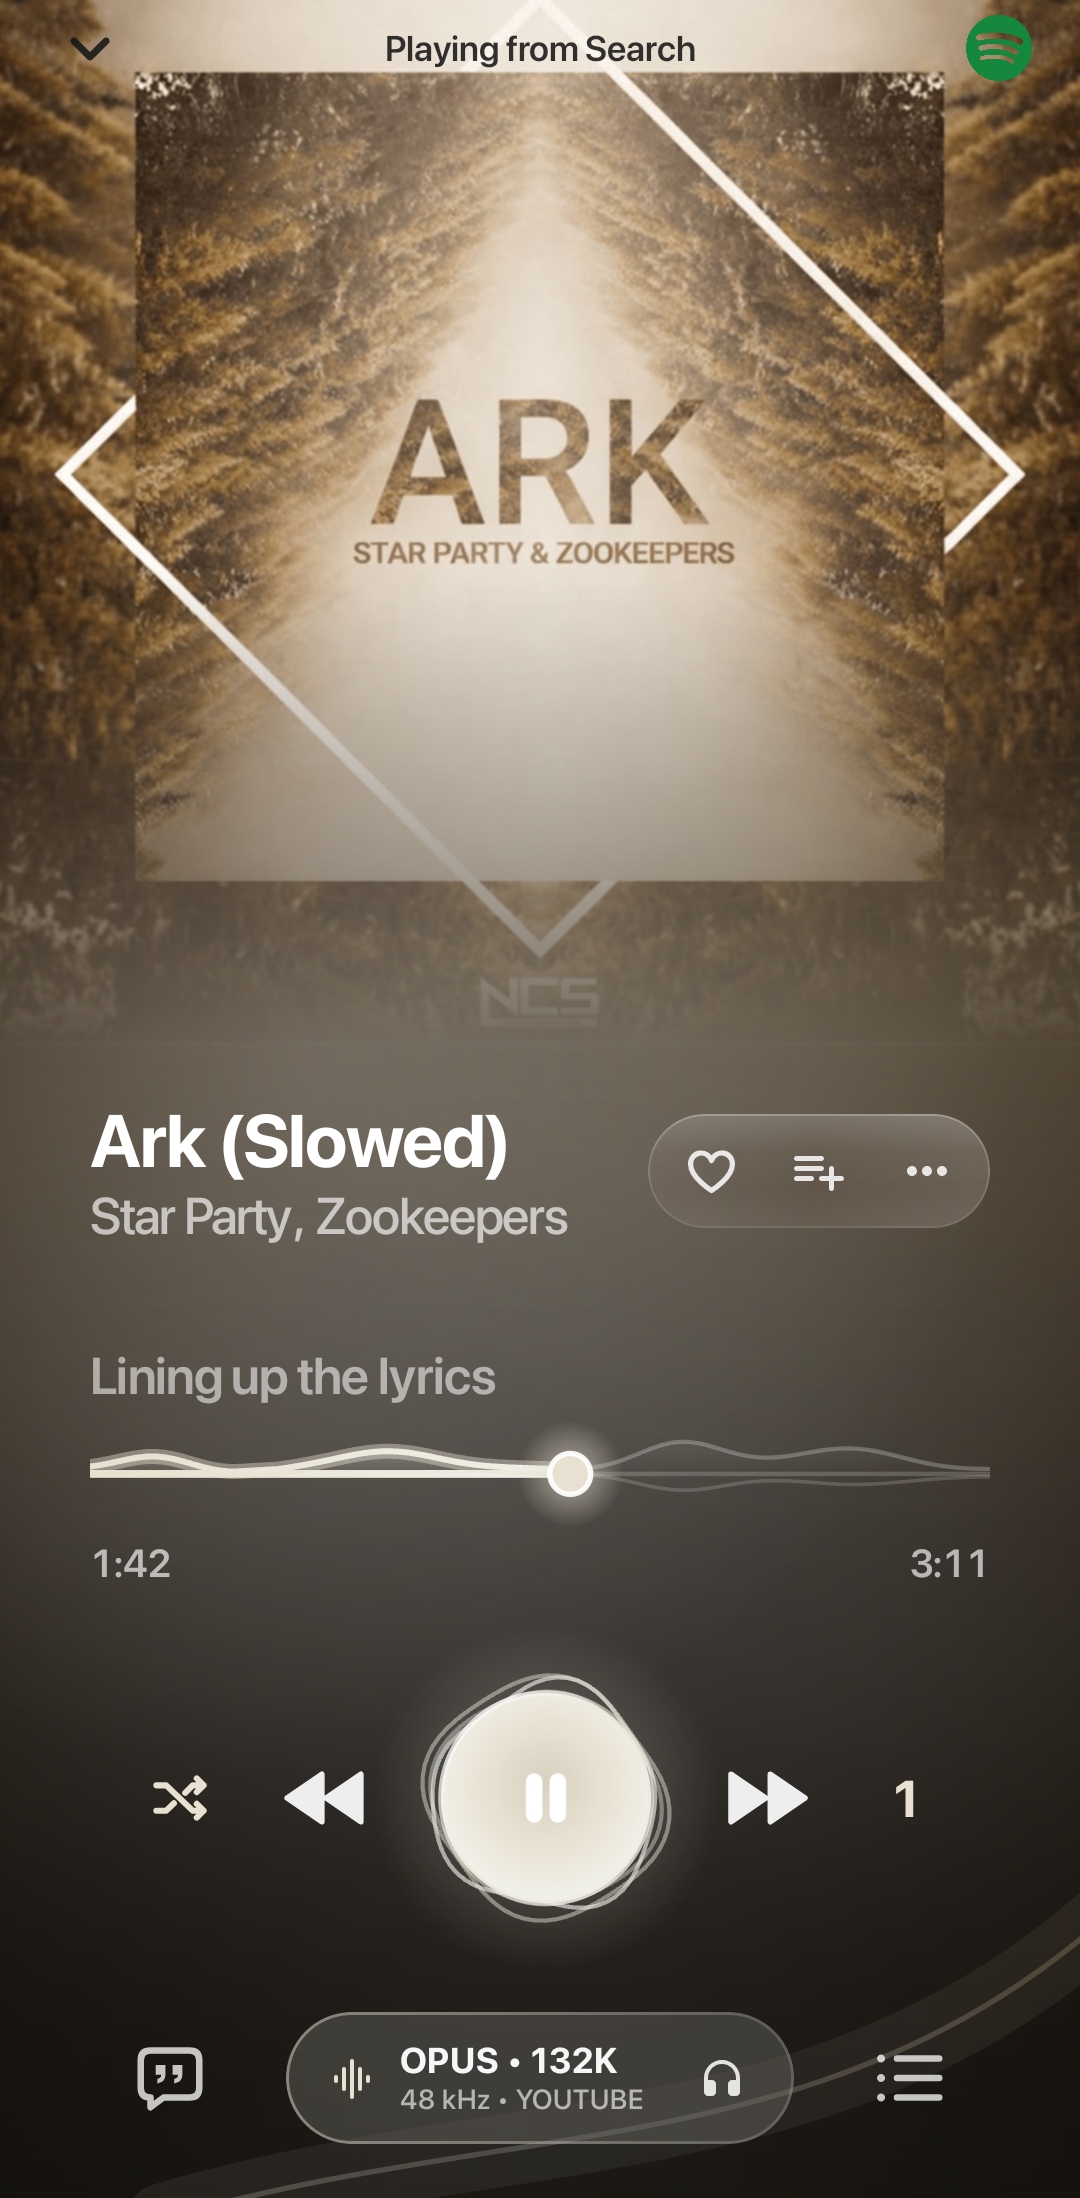 Playing from Search
ARK
STAR PARTY & ZOOKEEPERS
NCS
Ark (Slowed)
Star Party, Zookeepers
Lining up the lyrics
1:42
3:11
1
OPUS • 132K
48 kHz • YOUTUBE